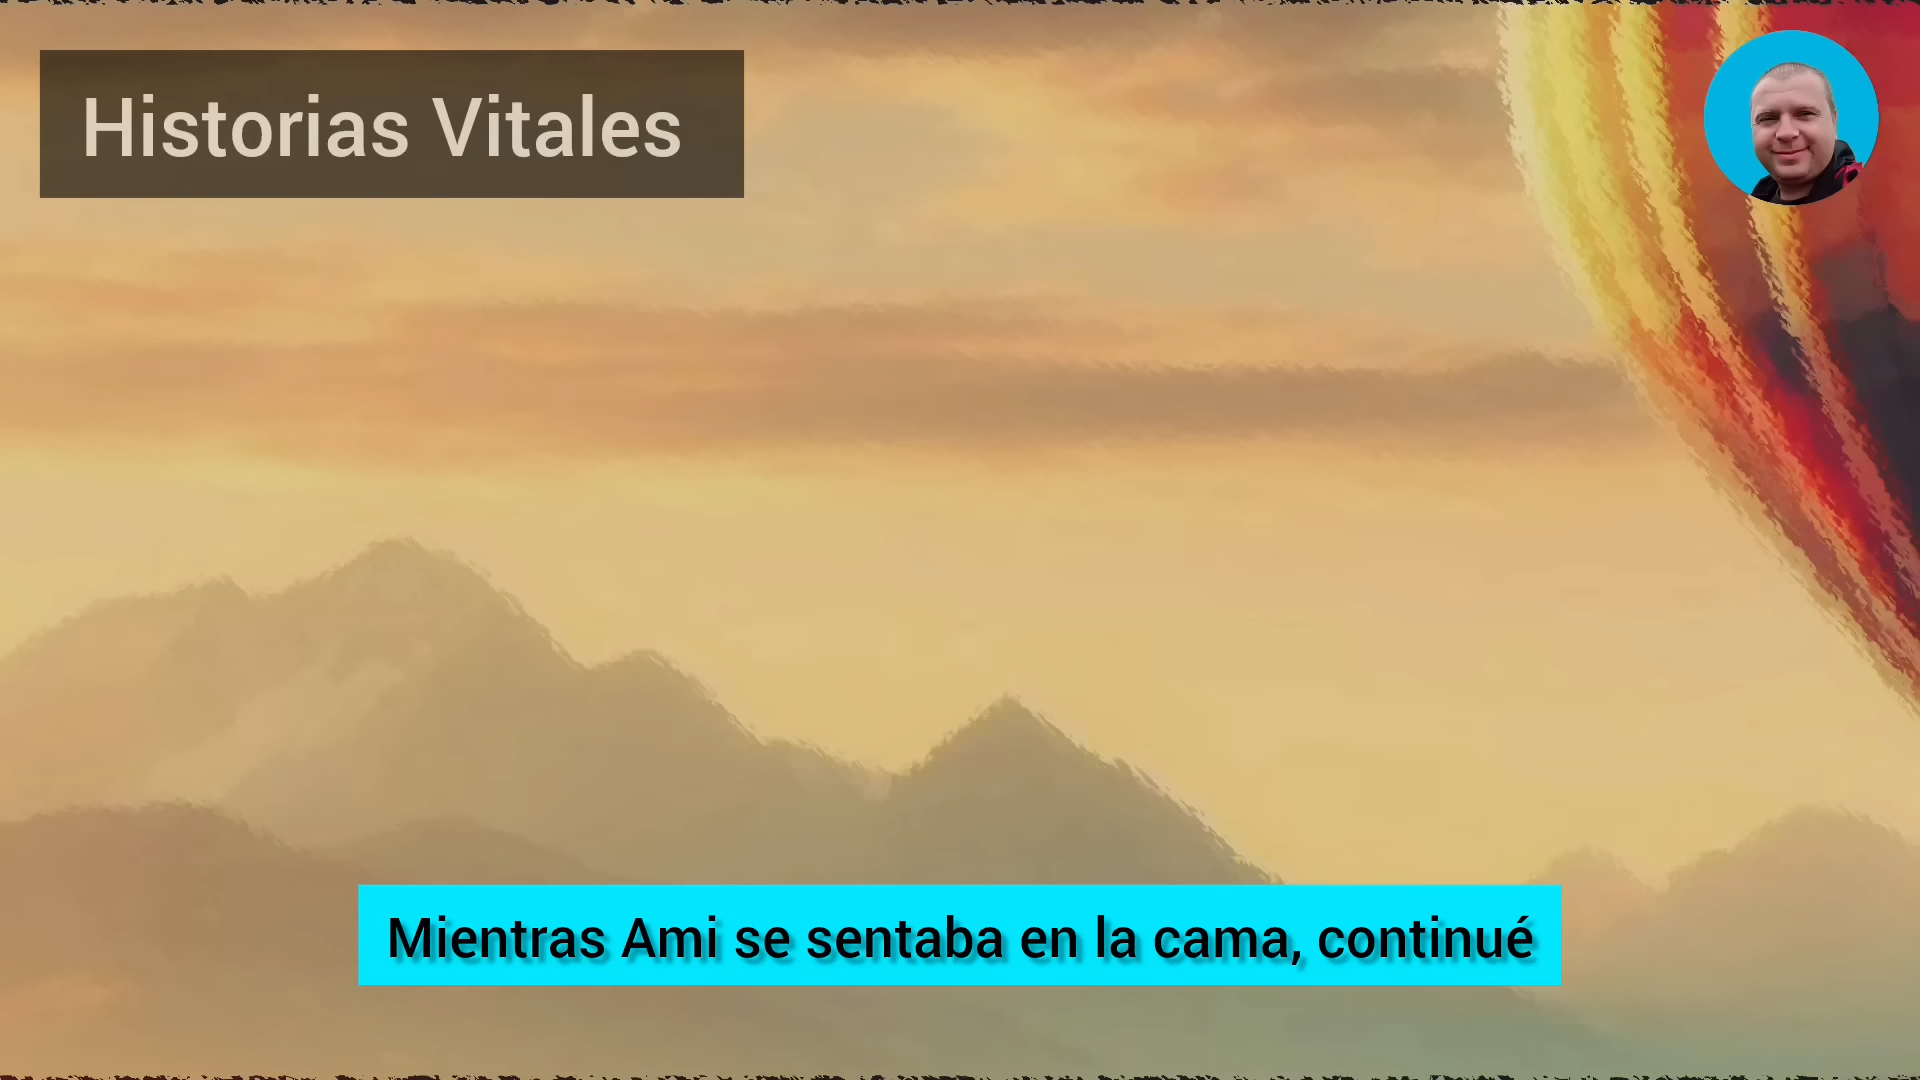 Historias Vitales
Mientras Ami se sentaba en la cama, continué